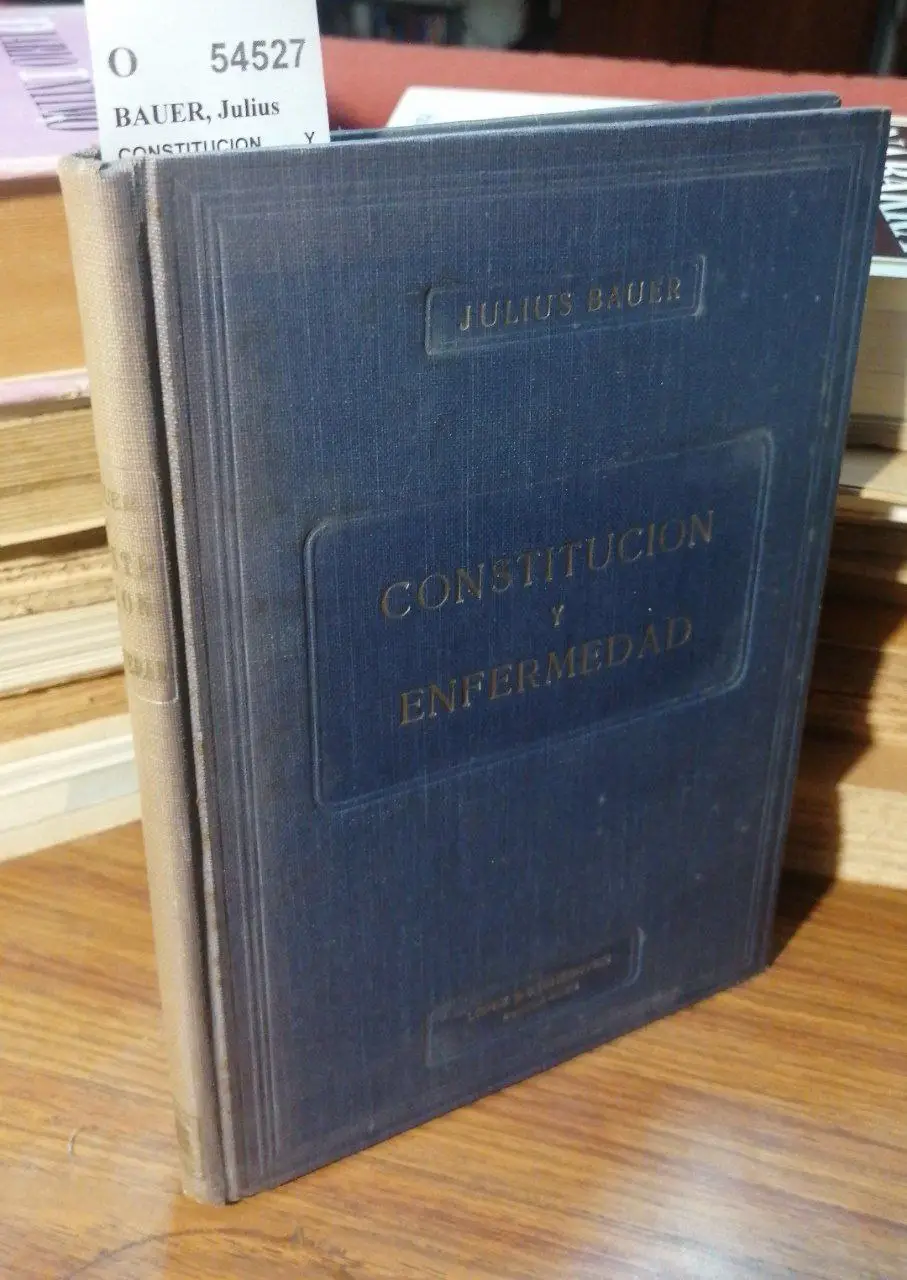 O 54527
BAUER, Julius
CONSTITUCION Y
JULIUS BAUER
CONSTITUCION
Y
ENFERMEDAD